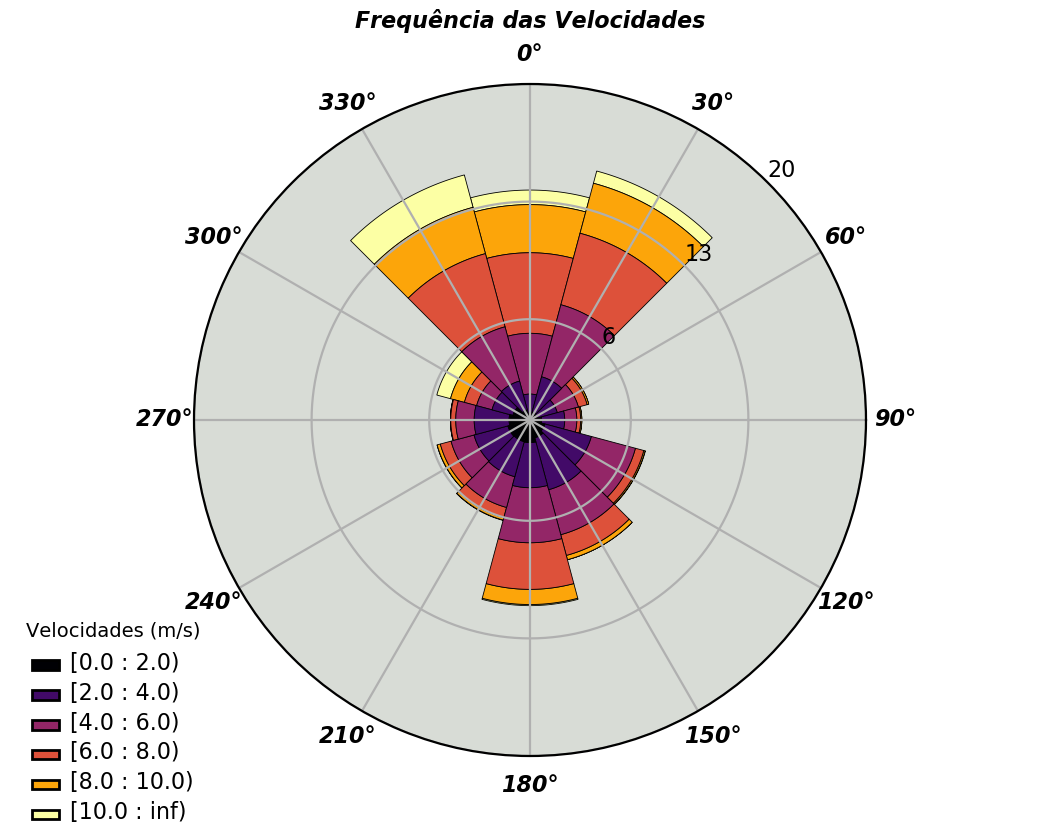 Frequência das Velocidades
0°
330°
30°
20
300°
60°
13
6
270°
90°
240°
120°
210°
150°
180°
Velocidades (m/s)
[0.0 : 2.0)
[2.0 : 4.0)
[4.0 : 6.0)
[6.0 : 8.0)
[8.0 : 10.0)
[10.0 : inf)